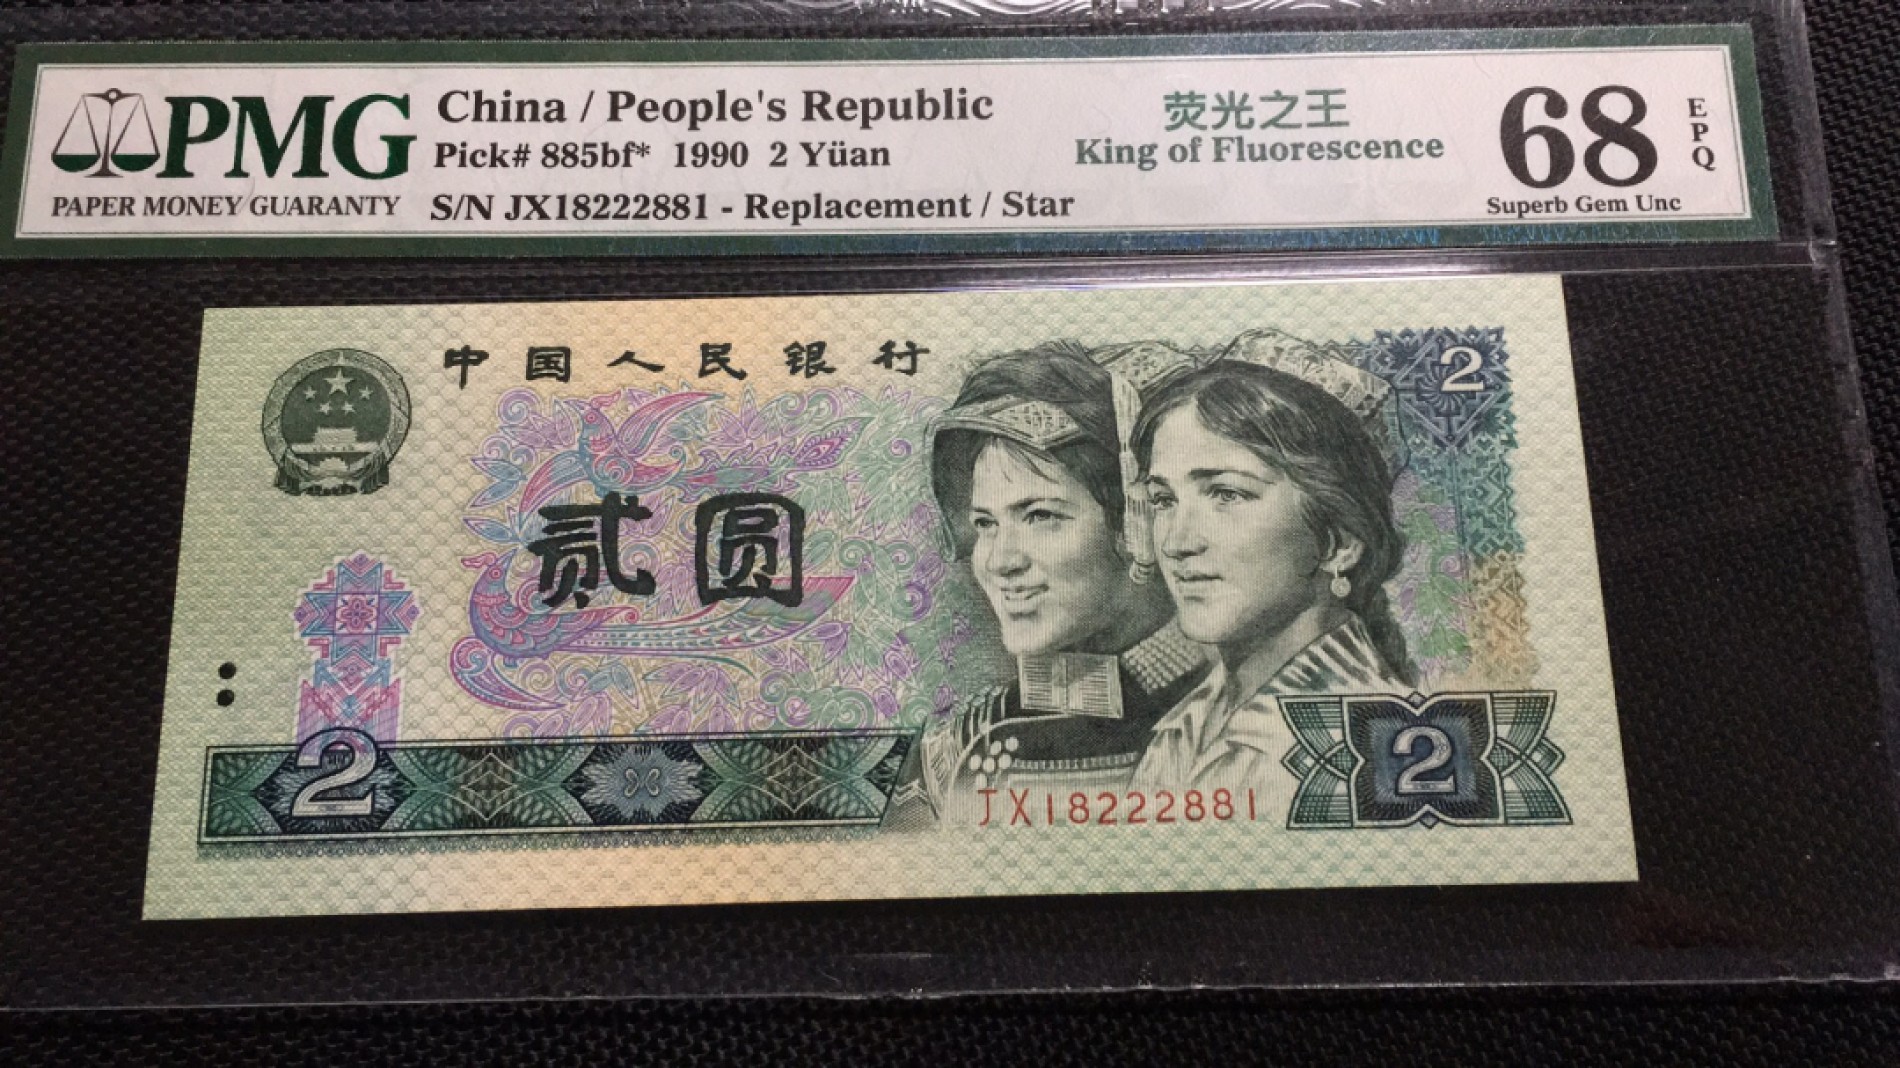 PMG
PAPER MONEY GUARANTY
China / People's Republic
Pick# 885bf* 1990 2 Yüan
S/N JX18222881 - Replacement / Star
荧光之王
King of Fluorescence
68
EPQ
Superb Gem Unc
中国人民银行
2
贰圆
2
2
JX18222881